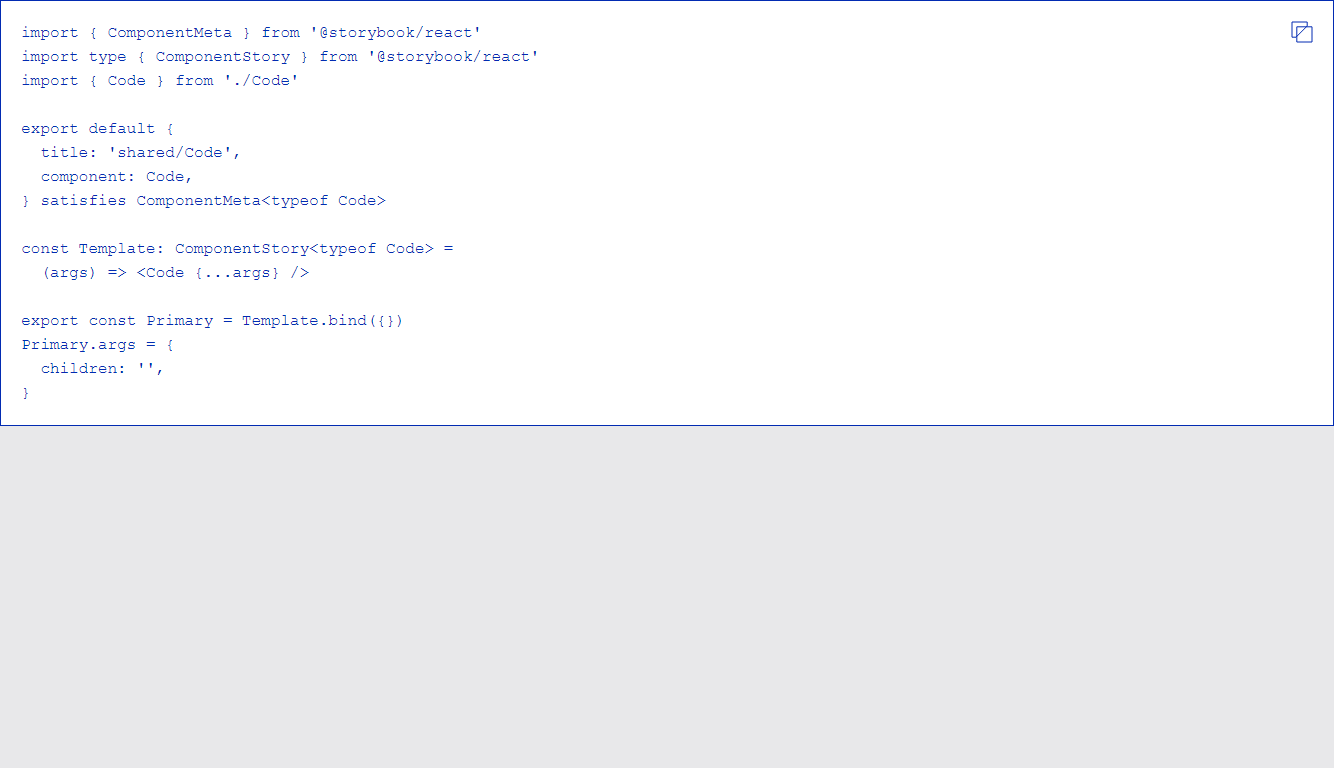 import { ComponentMeta } from '@storybook/react'
import type { ComponentStory } from '@storybook/react'
import { Code } from './Code'

export default {
  title: 'shared/Code',
  component: Code,
} satisfies ComponentMeta<typeof Code>

const Template: ComponentStory<typeof Code> =
  (args) => <Code {...args} />

export const Primary = Template.bind({})
Primary.args = {
  children: '',
}